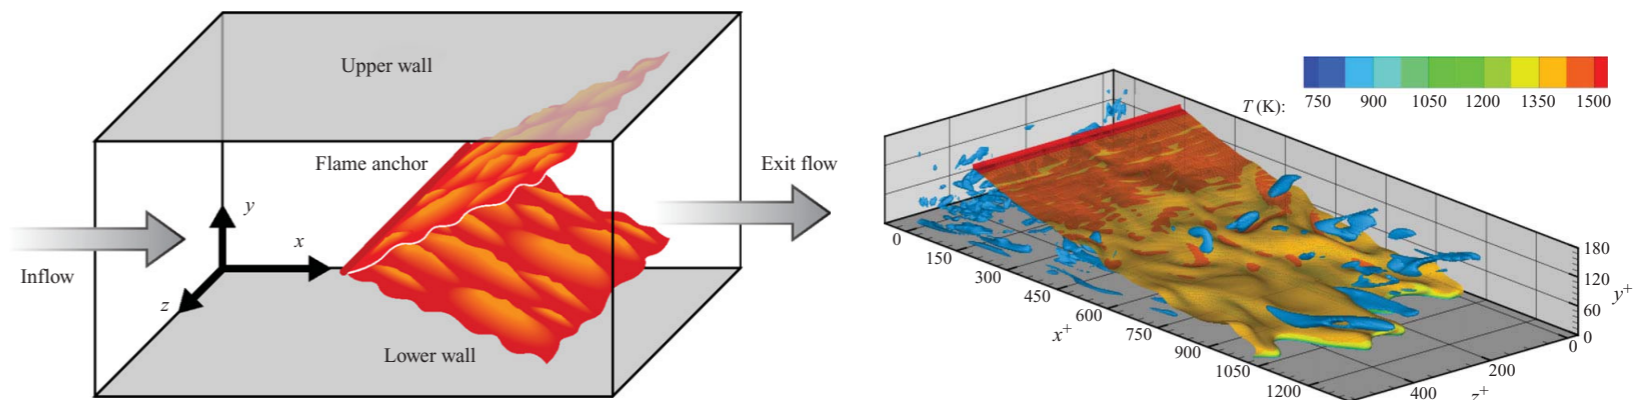 Upper wall
Flame anchor
Exit flow
y
x
Inflow
z
Lower wall
T (K):
750 900 1050 1200 1350 1500
0
150
300
450
600
750
900
1050
1200
x+
180
120
60
0
y+
0
200
400
z+